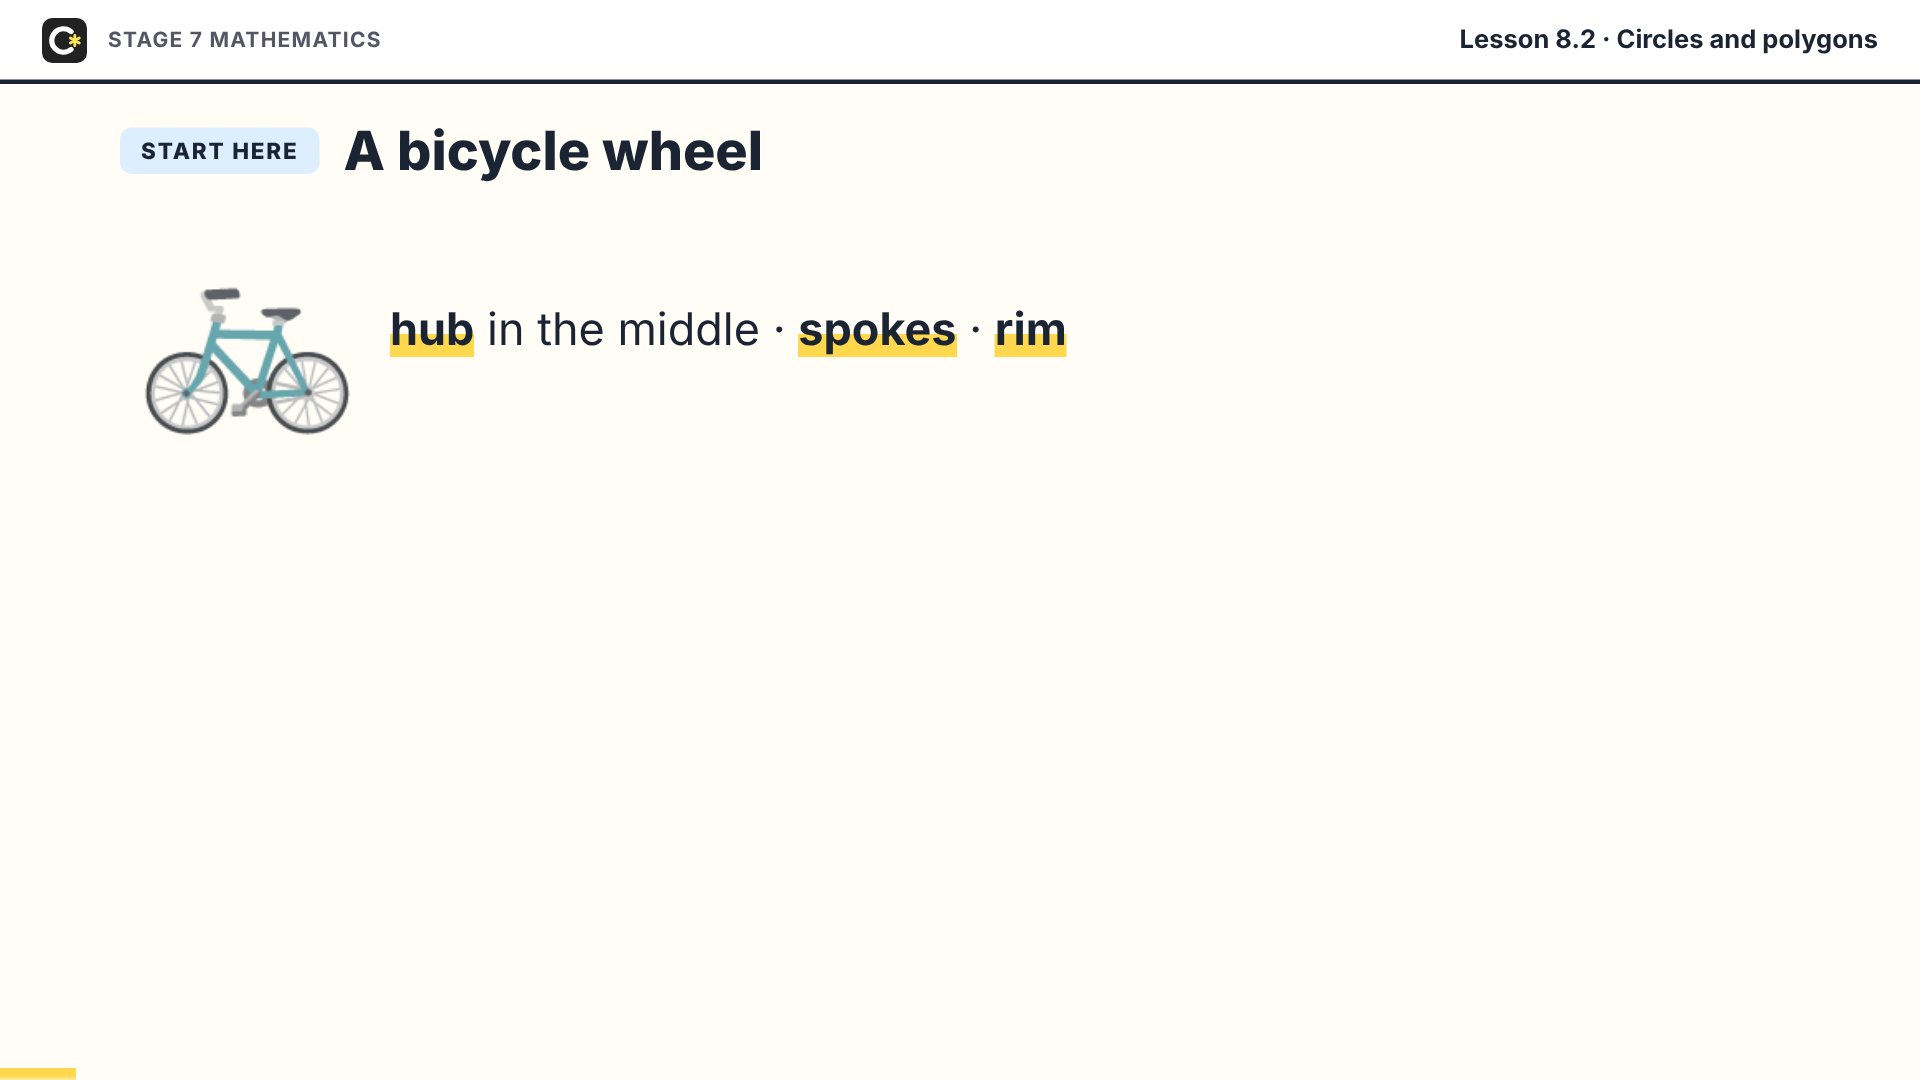 STAGE 7 MATHEMATICS
Lesson 8.2 · Circles and polygons
START HERE
A bicycle wheel
hub in the middle · spokes · rim